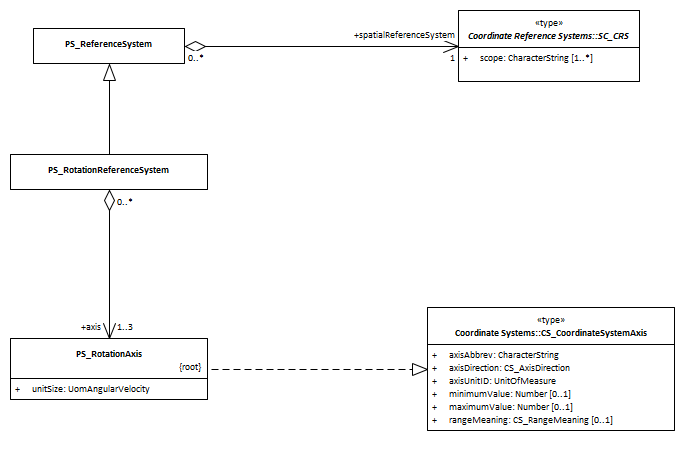 PS_ReferenceSystem
0..*
+spatialReferenceSystem
1
«type»
Coordinate Reference Systems::SC_CRS
+ scope: CharacterString [1..*]
PS_RotationReferenceSystem
0..*
+axis
1..3
PS_RotationAxis
{root}
+ unitSize: UomAngularVelocity
«type»
Coordinate Systems::CS_CoordinateSystemAxis
+ axisAbbrev: CharacterString
+ axisDirection: CS_AxisDirection
+ axisUnitID: UnitOfMeasure
+ minimumValue: Number [0..1]
+ maximumValue: Number [0..1]
+ rangeMeaning: CS_RangeMeaning [0..1]